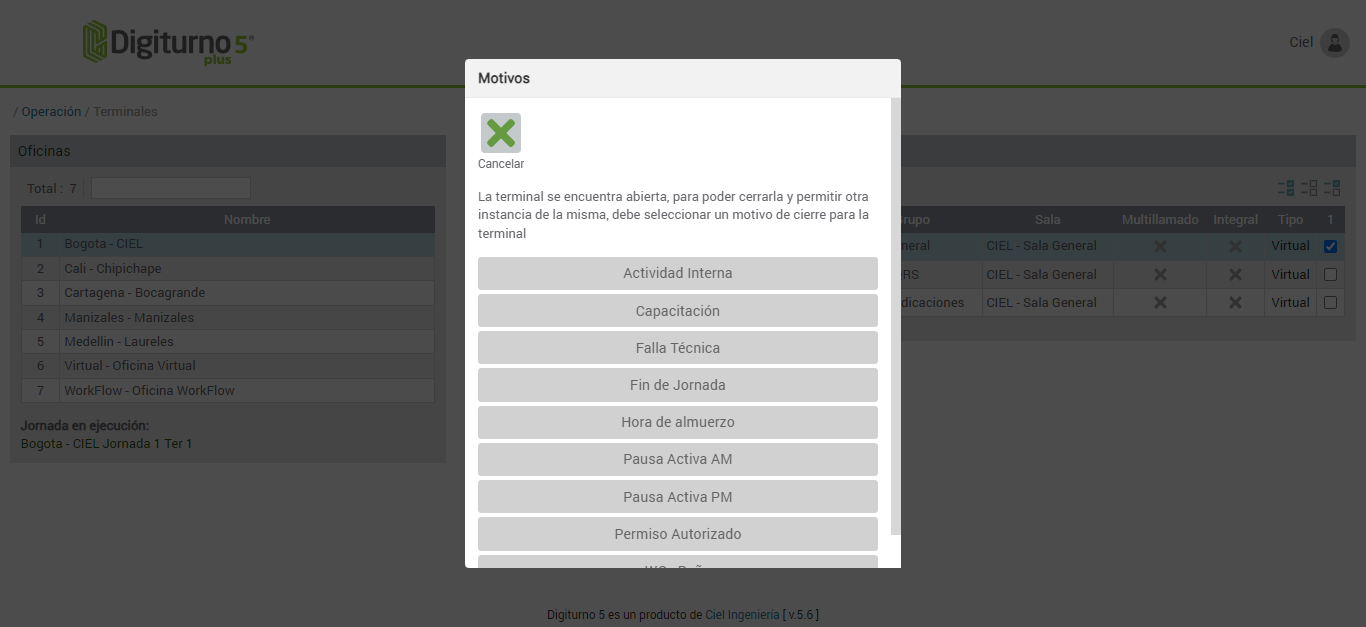 Digiturno 5
plus
Ciel
/ Operación / Terminales
Oficinas
Total : 7
Id Nombre
1 Bogota - CIEL
2 Cali - Chipichape
3 Cartagena - Bocagrande
4 Manizales - Manizales
5 Medellin - Laureles
6 Virtual - Oficina Virtual
7 WorkFlow - Oficina WorkFlow
Jornada en ejecución:
Bogota - CIEL Jornada 1 Ter 1
Motivos
Cancelar
La terminal se encuentra abierta, para poder cerrarla y permitir otra
instancia de la misma, debe seleccionar un motivo de cierre para la
terminal
Actividad Interna
Capacitación
Falla Técnica
Fin de Jornada
Hora de almuerzo
Pausa Activa AM
Pausa Activa PM
Permiso Autorizado
Sala Multillamado Integral Tipo 1
CIEL - Sala General Virtual
CIEL - Sala General Virtual
CIEL - Sala General Virtual
Digiturno 5 es un producto de Ciel Ingeniería [ v.5.6 ]